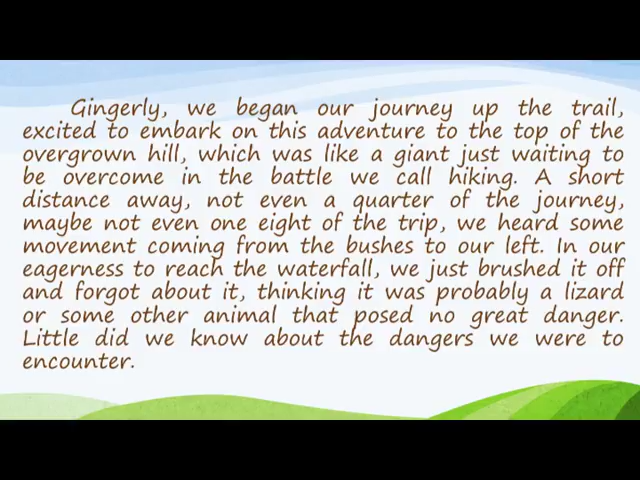 Gingerly, we began our journey up the trail,
excited to embark on this adventure to the top of the
overgrown hill, which was like a giant just waiting to
be overcome in the battle we call hiking. A short
distance away, not even a quarter of the journey,
maybe not even one eight of the trip, we heard some
movement coming from the bushes to our left. In our
eagerness to reach the waterfall, we just brushed it off
and forgot about it, thinking it was probably a lizard
or some other animal that posed no great danger.
Little did we know about the dangers we were to
encounter.